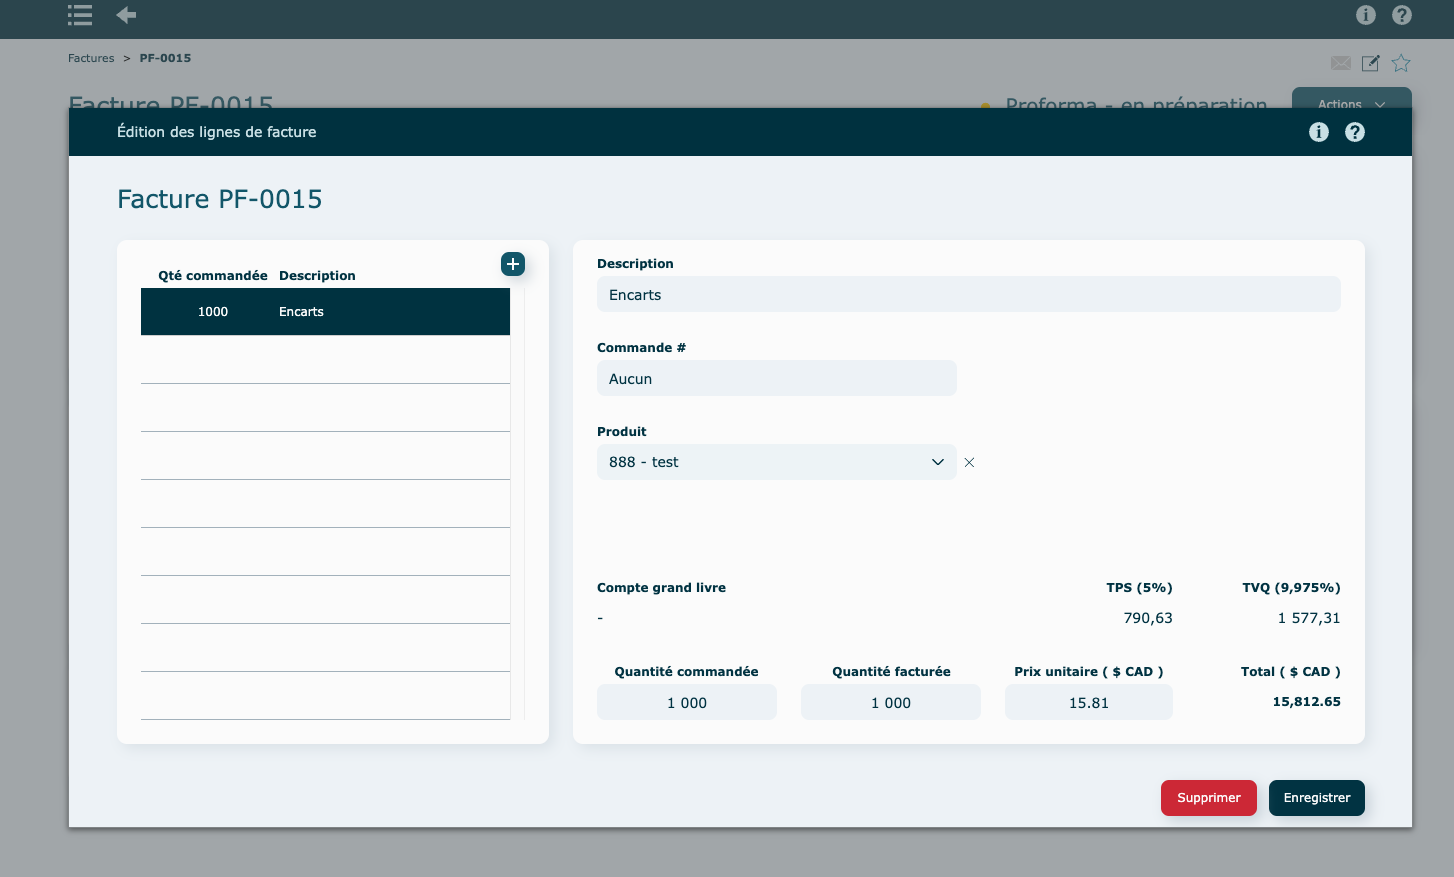 Factures > PF-0015
Facture PF-0015
Proforma - en préparation
Actions
Édition des lignes de facture
Facture PF-0015
Qté commandée Description
1000 Encarts
Description
Encarts
Commande #
Aucun
Produit
888 - test
Compte grand livre TPS (5%) TVQ (9,975%)
- 790,63 1 577,31
Quantité commandée Quantité facturée Prix unitaire ( $ CAD ) Total ( $ CAD )
1 000 1 000 15.81 15,812.65
Supprimer Enregistrer